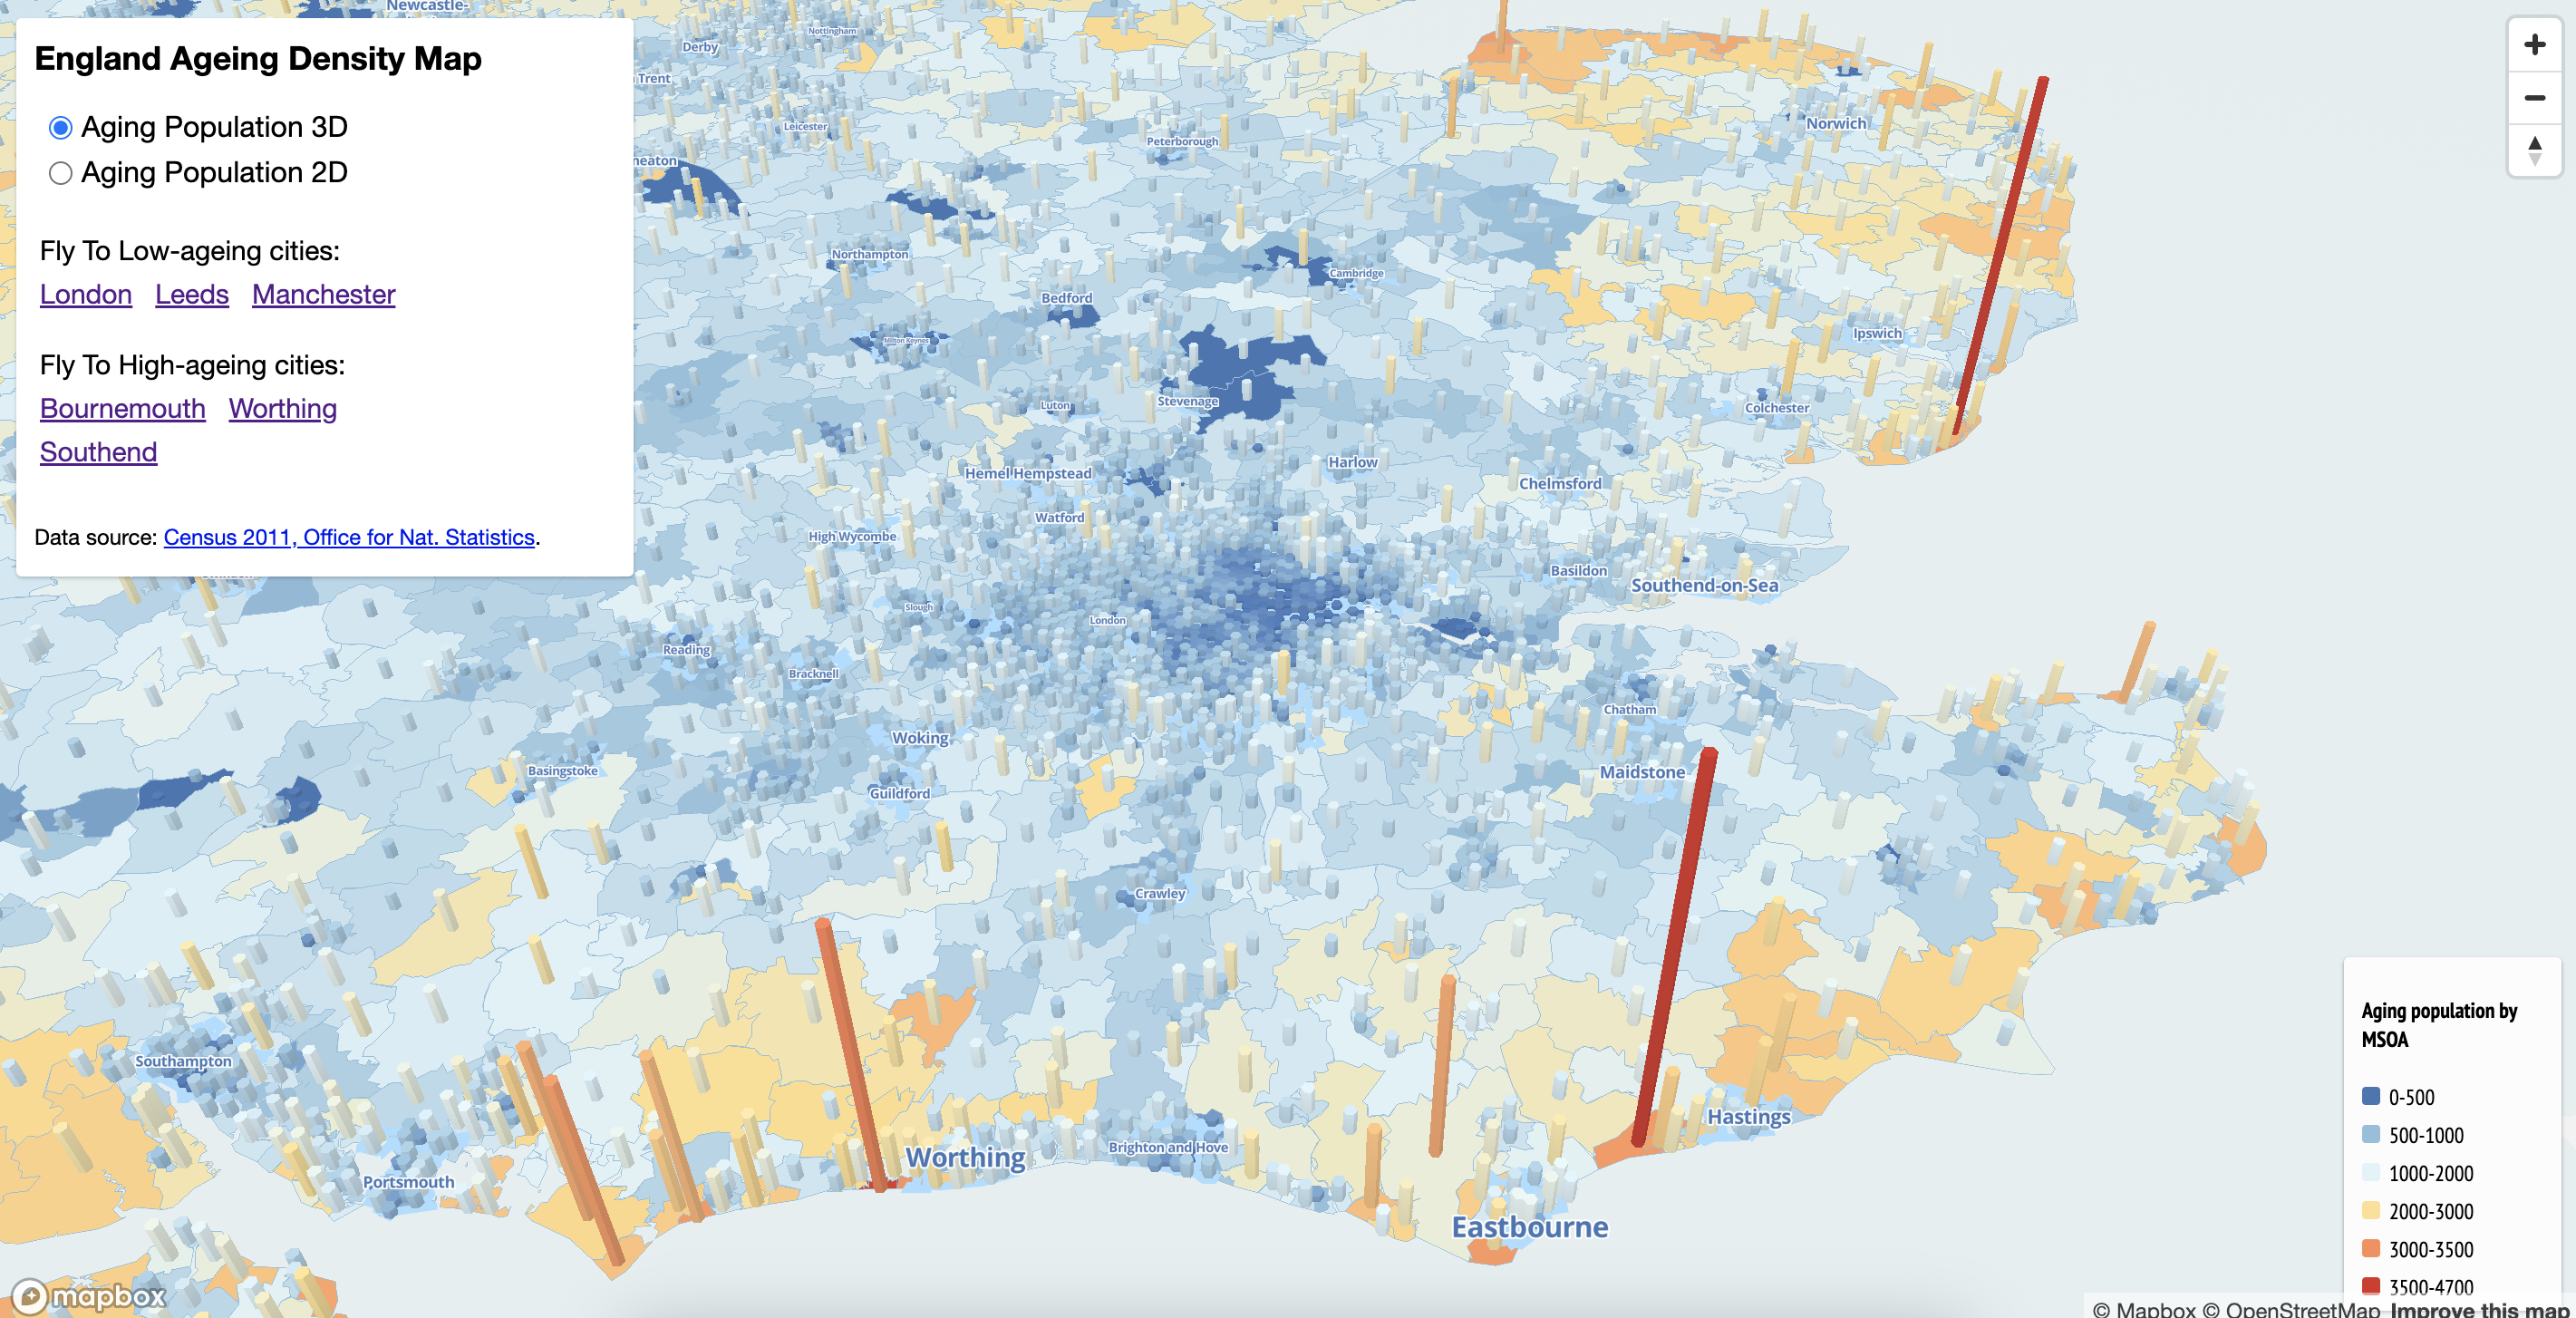 England Ageing Density Map
Aging Population 3D
Aging Population 2D
Fly To Low-ageing cities:
London Leeds Manchester
Fly To High-ageing cities:
Bournemouth Worthing
Southend
Data source: Census 2011, Office for Nat. Statistics.
Newcastle-
Nottingham
Derby
Trent
Leicester
neaton
Peterborough
Norwich
Northampton
Cambridge
Bedford
Milton Keynes
Ipswich
Luton
Stevenage
Colchester
Hemel Hempstead
Harlow
Chelmsford
Watford
High Wycombe
Basildon
Southend-on-Sea
Slough
London
Reading
Bracknell
Chatham
Woking
Basingstoke
Maidstone
Guildford
Crawley
Southampton
Hastings
Brighton and Hove
Worthing
Portsmouth
Eastbourne
Aging population by
MSOA
0-500
500-1000
1000-2000
2000-3000
3000-3500
3500-4700
mapbox
© Mapbox © OpenStreetMap Improve this map